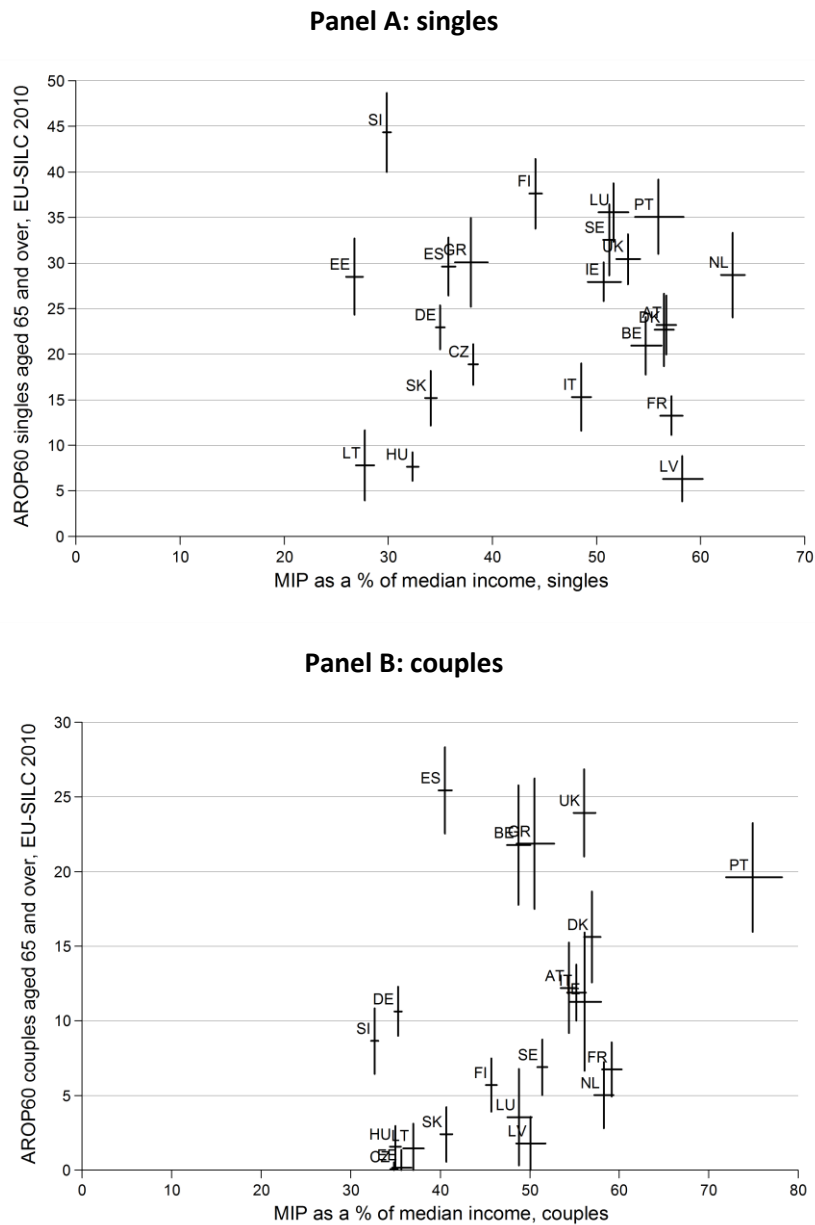 Panel A: singles
AROP60 singles aged 65 and over, EU-SILC 2010
50
45
40
35
30
25
20
15
10
5
0
SI
FI
LU
PT
SE
UK
EE
ES
GR
IE
NL
DE
AT
DK
BE
CZ
SK
IT
FR
LT
HU
LV
0 10 20 30 40 50 60 70
MIP as a % of median income, singles
Panel B: couples
AROP60 couples aged 65 and over, EU-SILC 2010
30
25
20
15
10
5
0
ES
UK
BE
GR
PT
DK
AT
DE
SI
SE
FR
FI
NL
LU
SK
LV
HU
LT
EE
CZ
0 10 20 30 40 50 60 70 80
MIP as a % of median income, couples